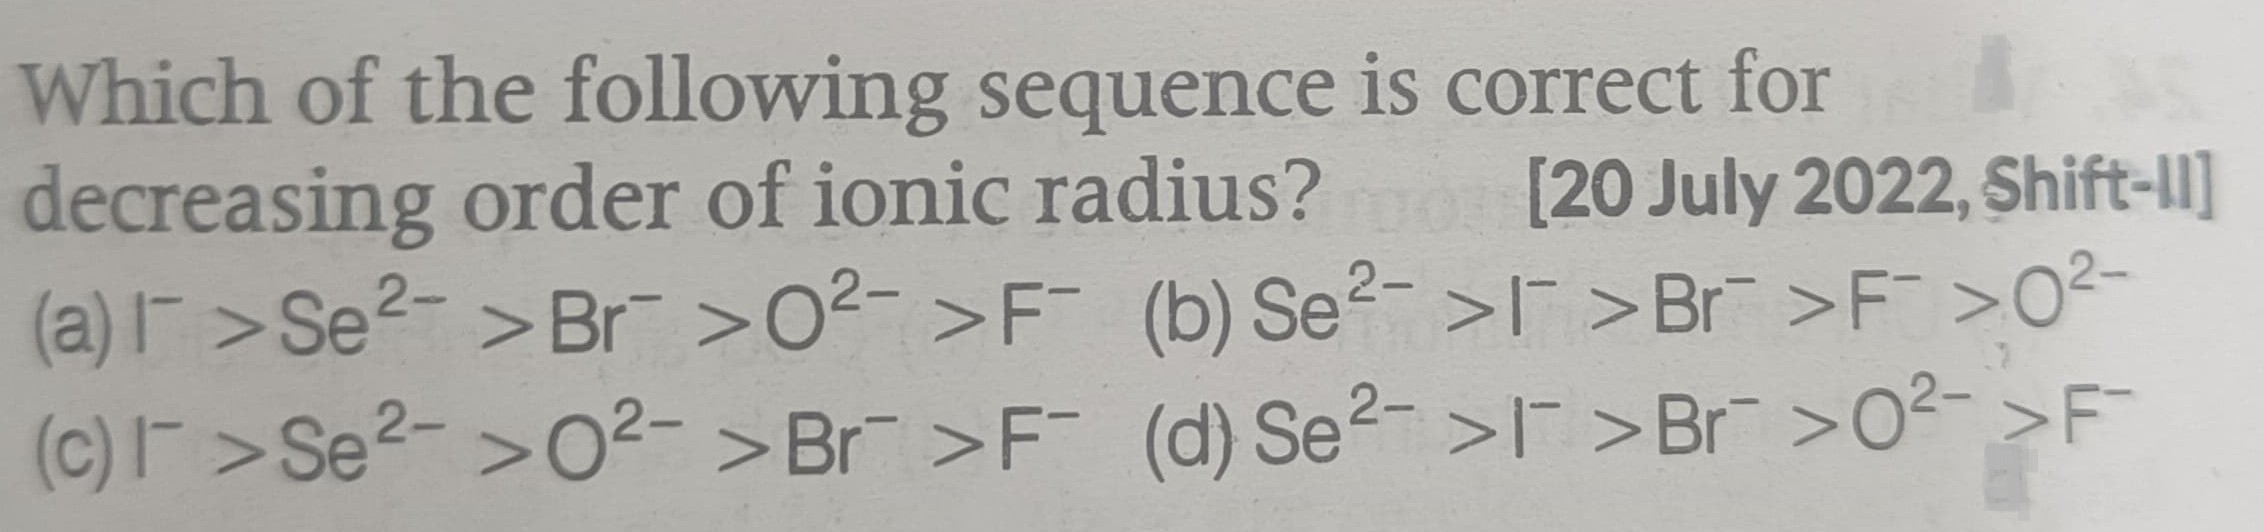 Which of the following sequence is correct for
decreasing order of ionic radius? [20 July 2022, Shift-II]
(a) I⁻ > Se²⁻ > Br⁻ > O²⁻ > F⁻ (b) Se²⁻ > I⁻ > Br⁻ > F⁻ > O²⁻
(c) I⁻ > Se²⁻ > O²⁻ > Br⁻ > F⁻ (d) Se²⁻ > I⁻ > Br⁻ > O²⁻ > F⁻